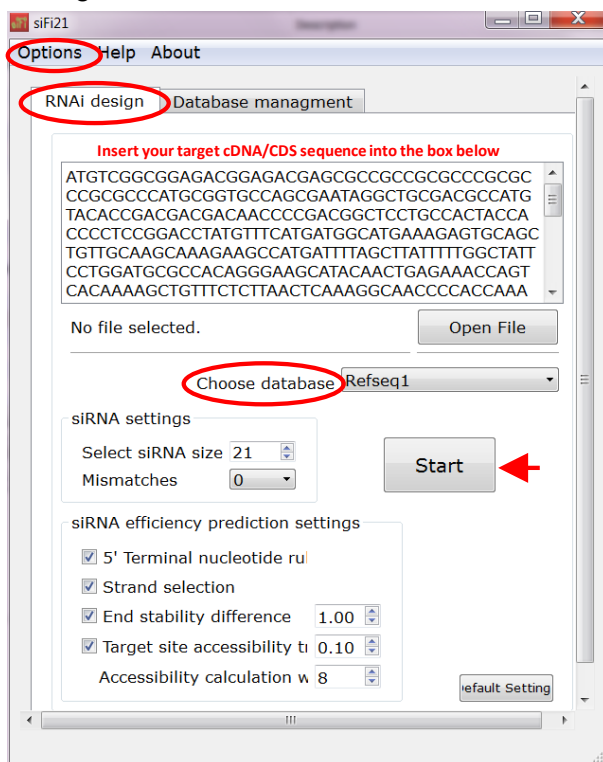 siFi21
Options Help About
RNAi design Database managment
Insert your target cDNA/CDS sequence into the box below
ATGTCGGCGGAGACGGAGACGAGCGCCGCCGCGCCCGCGC
CCGCGCCCATGCGGTGCCAGCGAATAGGCTGCGACGCCATG
TACACCGACGACGACAACCCCGACGGCTCCTGCCACTACCA
CCCCTCCGGACCTATGTTTCATGATGGCATGAAAGAGTGCAGC
TGTTGCAAGCAAAGAAGCCATGATTTTAGCTTATTTTTGGCTATT
CCTGGATGCGCCACAGGGAAGCATACAACTGAGAAACCAGT
CACAAAAGCTGTTTCTCTTAACTCAAAGGCAACCCCACCAAA
No file selected. Open File
Choose database Refseq1
siRNA settings
Select siRNA size 21
Mismatches 0
Start
siRNA efficiency prediction settings
5' Terminal nucleotide rul
Strand selection
End stability difference 1.00
Target site accessibility tr 0.10
Accessibility calculation w 8
efault Setting